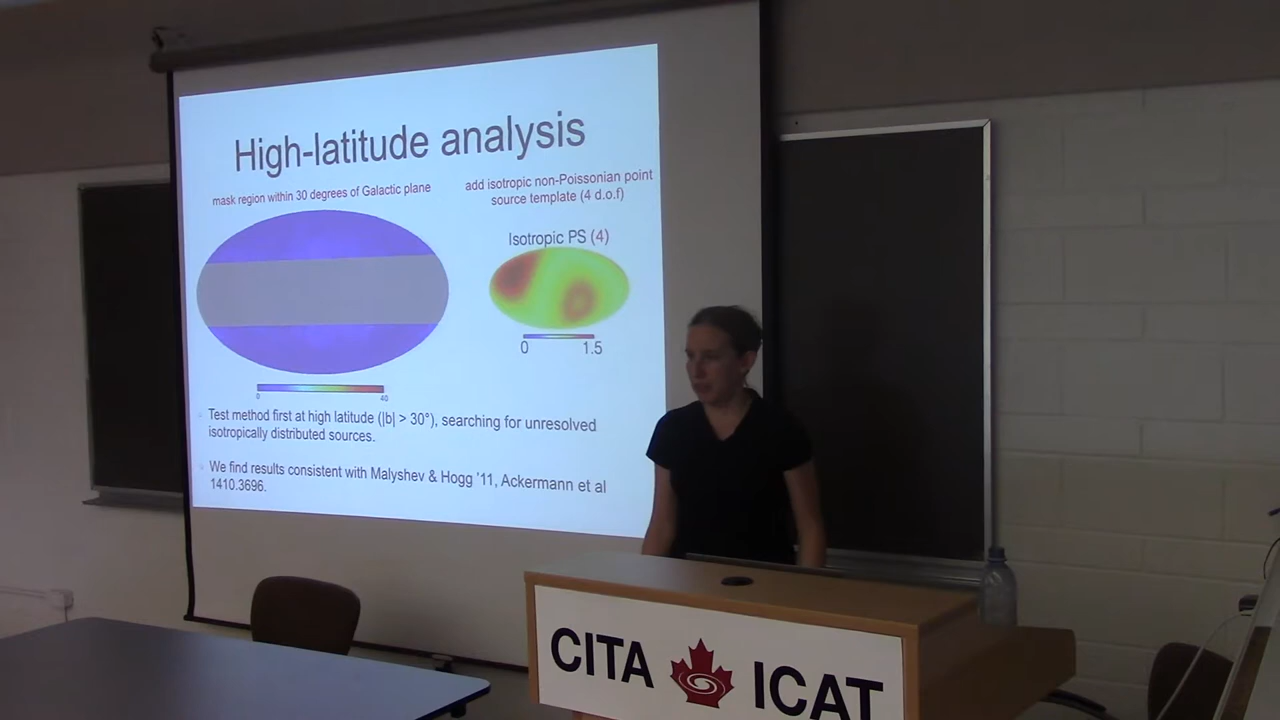 High-latitude analysis
mask region within 30 degrees of Galactic plane
add isotropic non-Poissonian point
source template (4 d.o.f)
Isotropic PS (4)
0 1.5
0 40
Test method first at high latitude (|b| > 30°), searching for unresolved
isotropically distributed sources.
We find results consistent with Malyshev & Hogg '11, Ackermann et al
1410.3696.
CITA ICAT